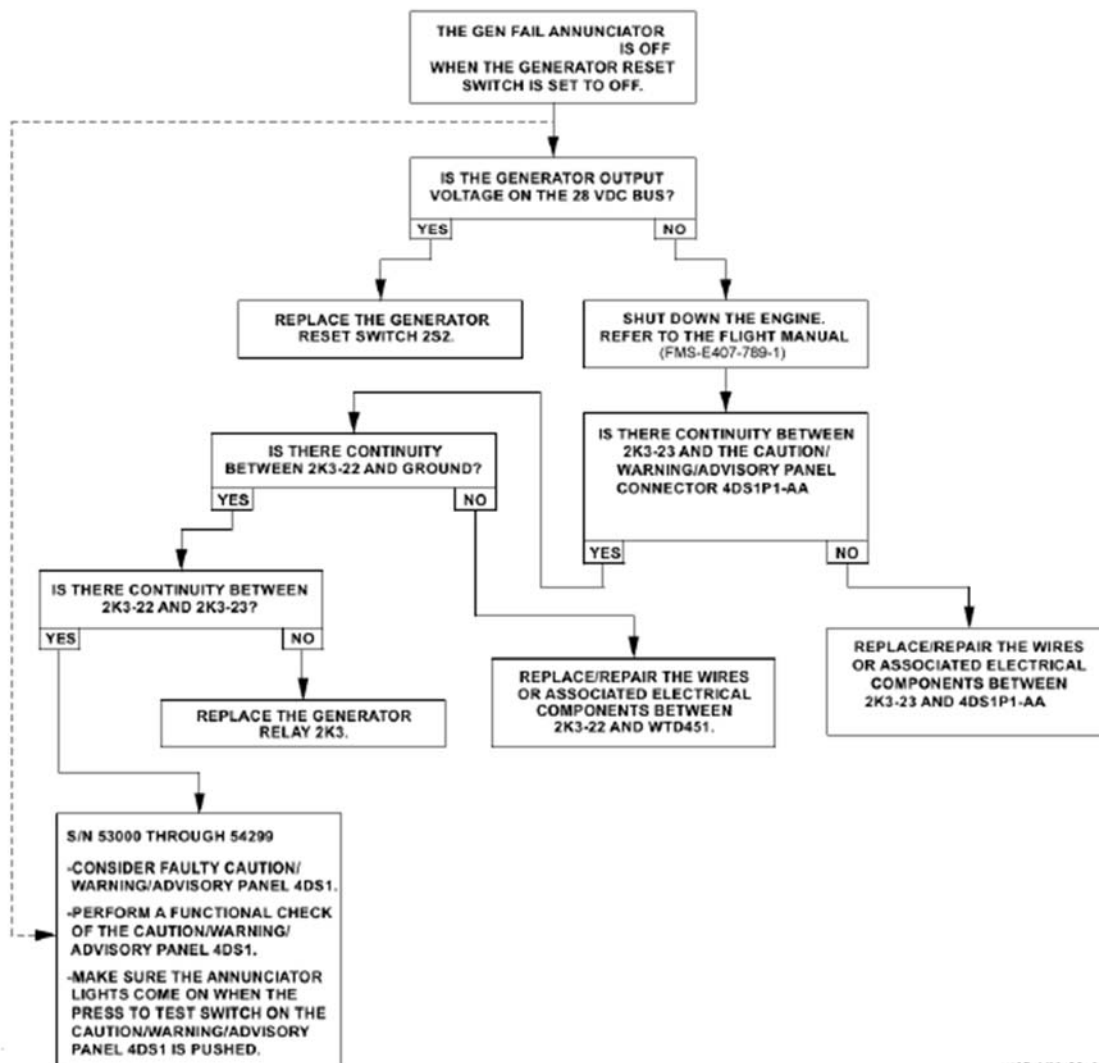 THE GEN FAIL ANNUNCIATOR
IS OFF
WHEN THE GENERATOR RESET
SWITCH IS SET TO OFF.
IS THE GENERATOR OUTPUT
VOLTAGE ON THE 28 VDC BUS?
YES
NO
REPLACE THE GENERATOR
RESET SWITCH 2S2.
SHUT DOWN THE ENGINE.
REFER TO THE FLIGHT MANUAL
(FMS-E407-789-1)
IS THERE CONTINUITY BETWEEN
2K3-23 AND THE CAUTION/
WARNING/ADVISORY PANEL
CONNECTOR 4DS1P1-AA
YES
NO
IS THERE CONTINUITY
BETWEEN 2K3-22 AND GROUND?
YES
NO
IS THERE CONTINUITY BETWEEN
2K3-22 AND 2K3-23?
YES
NO
REPLACE THE GENERATOR
RELAY 2K3.
REPLACE/REPAIR THE WIRES
OR ASSOCIATED ELECTRICAL
COMPONENTS BETWEEN
2K3-22 AND WTD451.
REPLACE/REPAIR THE WIRES
OR ASSOCIATED ELECTRICAL
COMPONENTS BETWEEN
2K3-23 AND 4DS1P1-AA
S/N 53000 THROUGH 54299
-CONSIDER FAULTY CAUTION/
WARNING/ADVISORY PANEL 4DS1.
-PERFORM A FUNCTIONAL CHECK
OF THE CAUTION/WARNING/
ADVISORY PANEL 4DS1.
-MAKE SURE THE ANNUNCIATOR
LIGHTS COME ON WHEN THE
PRESS TO TEST SWITCH ON THE
CAUTION/WARNING/ADVISORY
PANEL 4DS1 IS PUSHED.